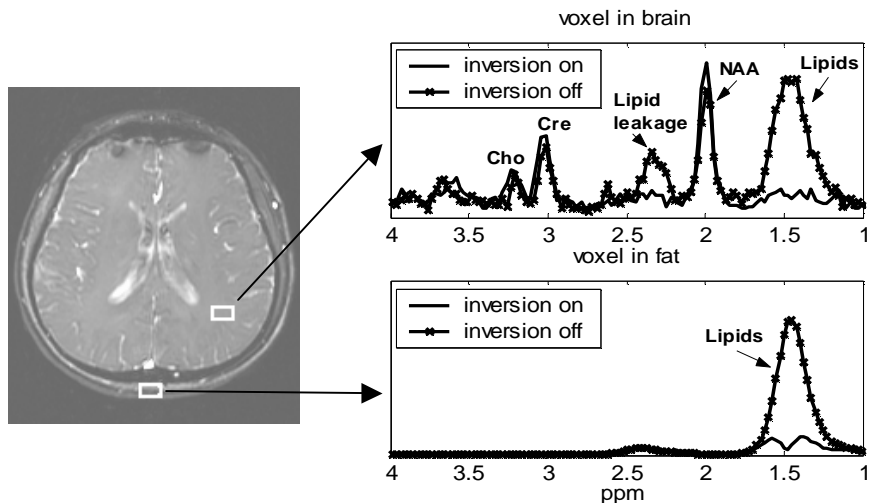 voxel in brain
inversion on
inversion off
Cho
Cre
Lipid
leakage
NAA
Lipids
4 3.5 3 2.5 2 1.5 1
voxel in fat
inversion on
inversion off
Lipids
4 3.5 3 2.5 2 1.5 1
ppm